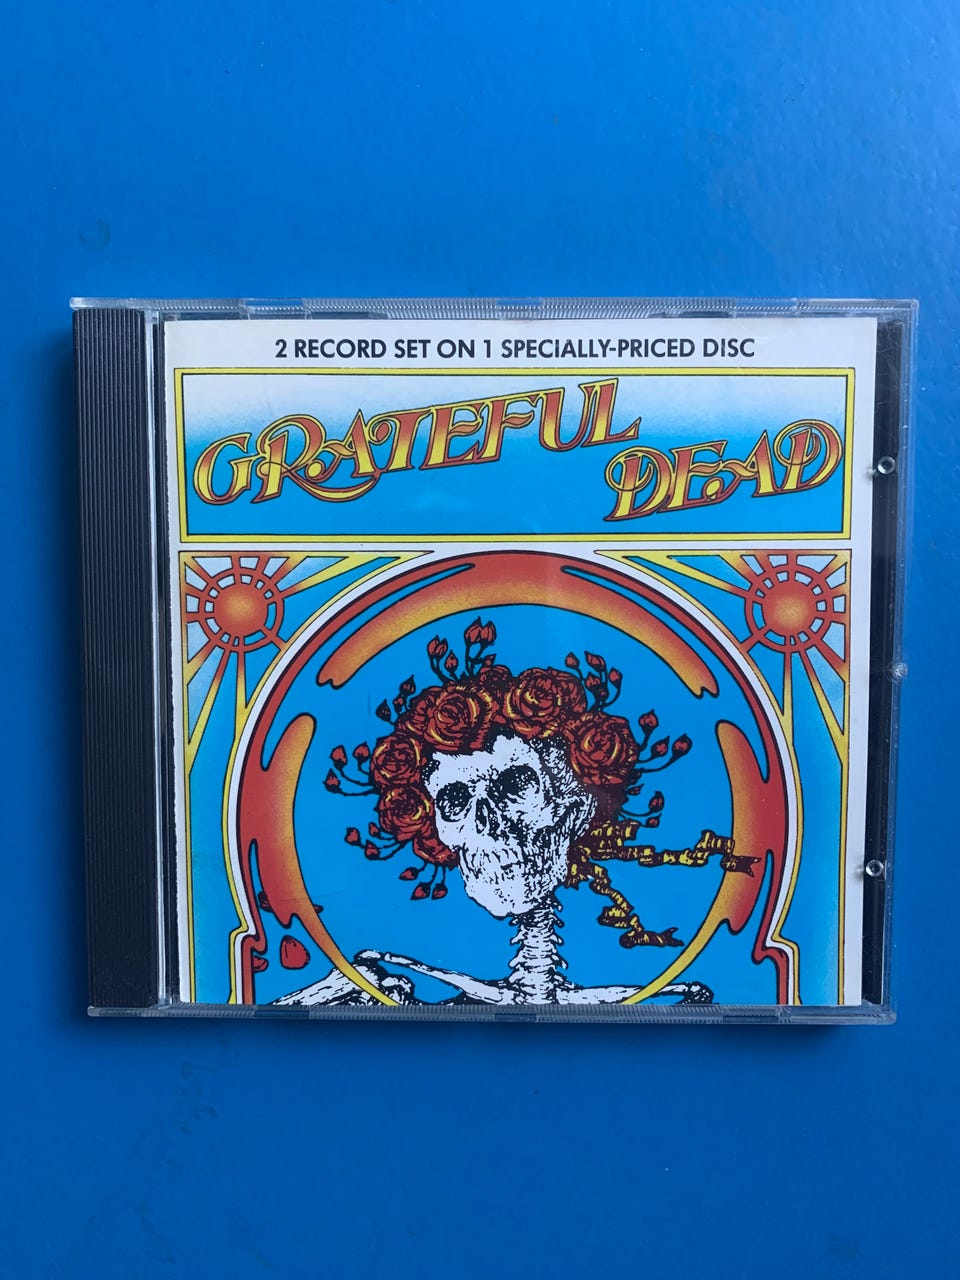 2 RECORD SET ON 1 SPECIALLY-PRICED DISC
GRATEFUL DEAD